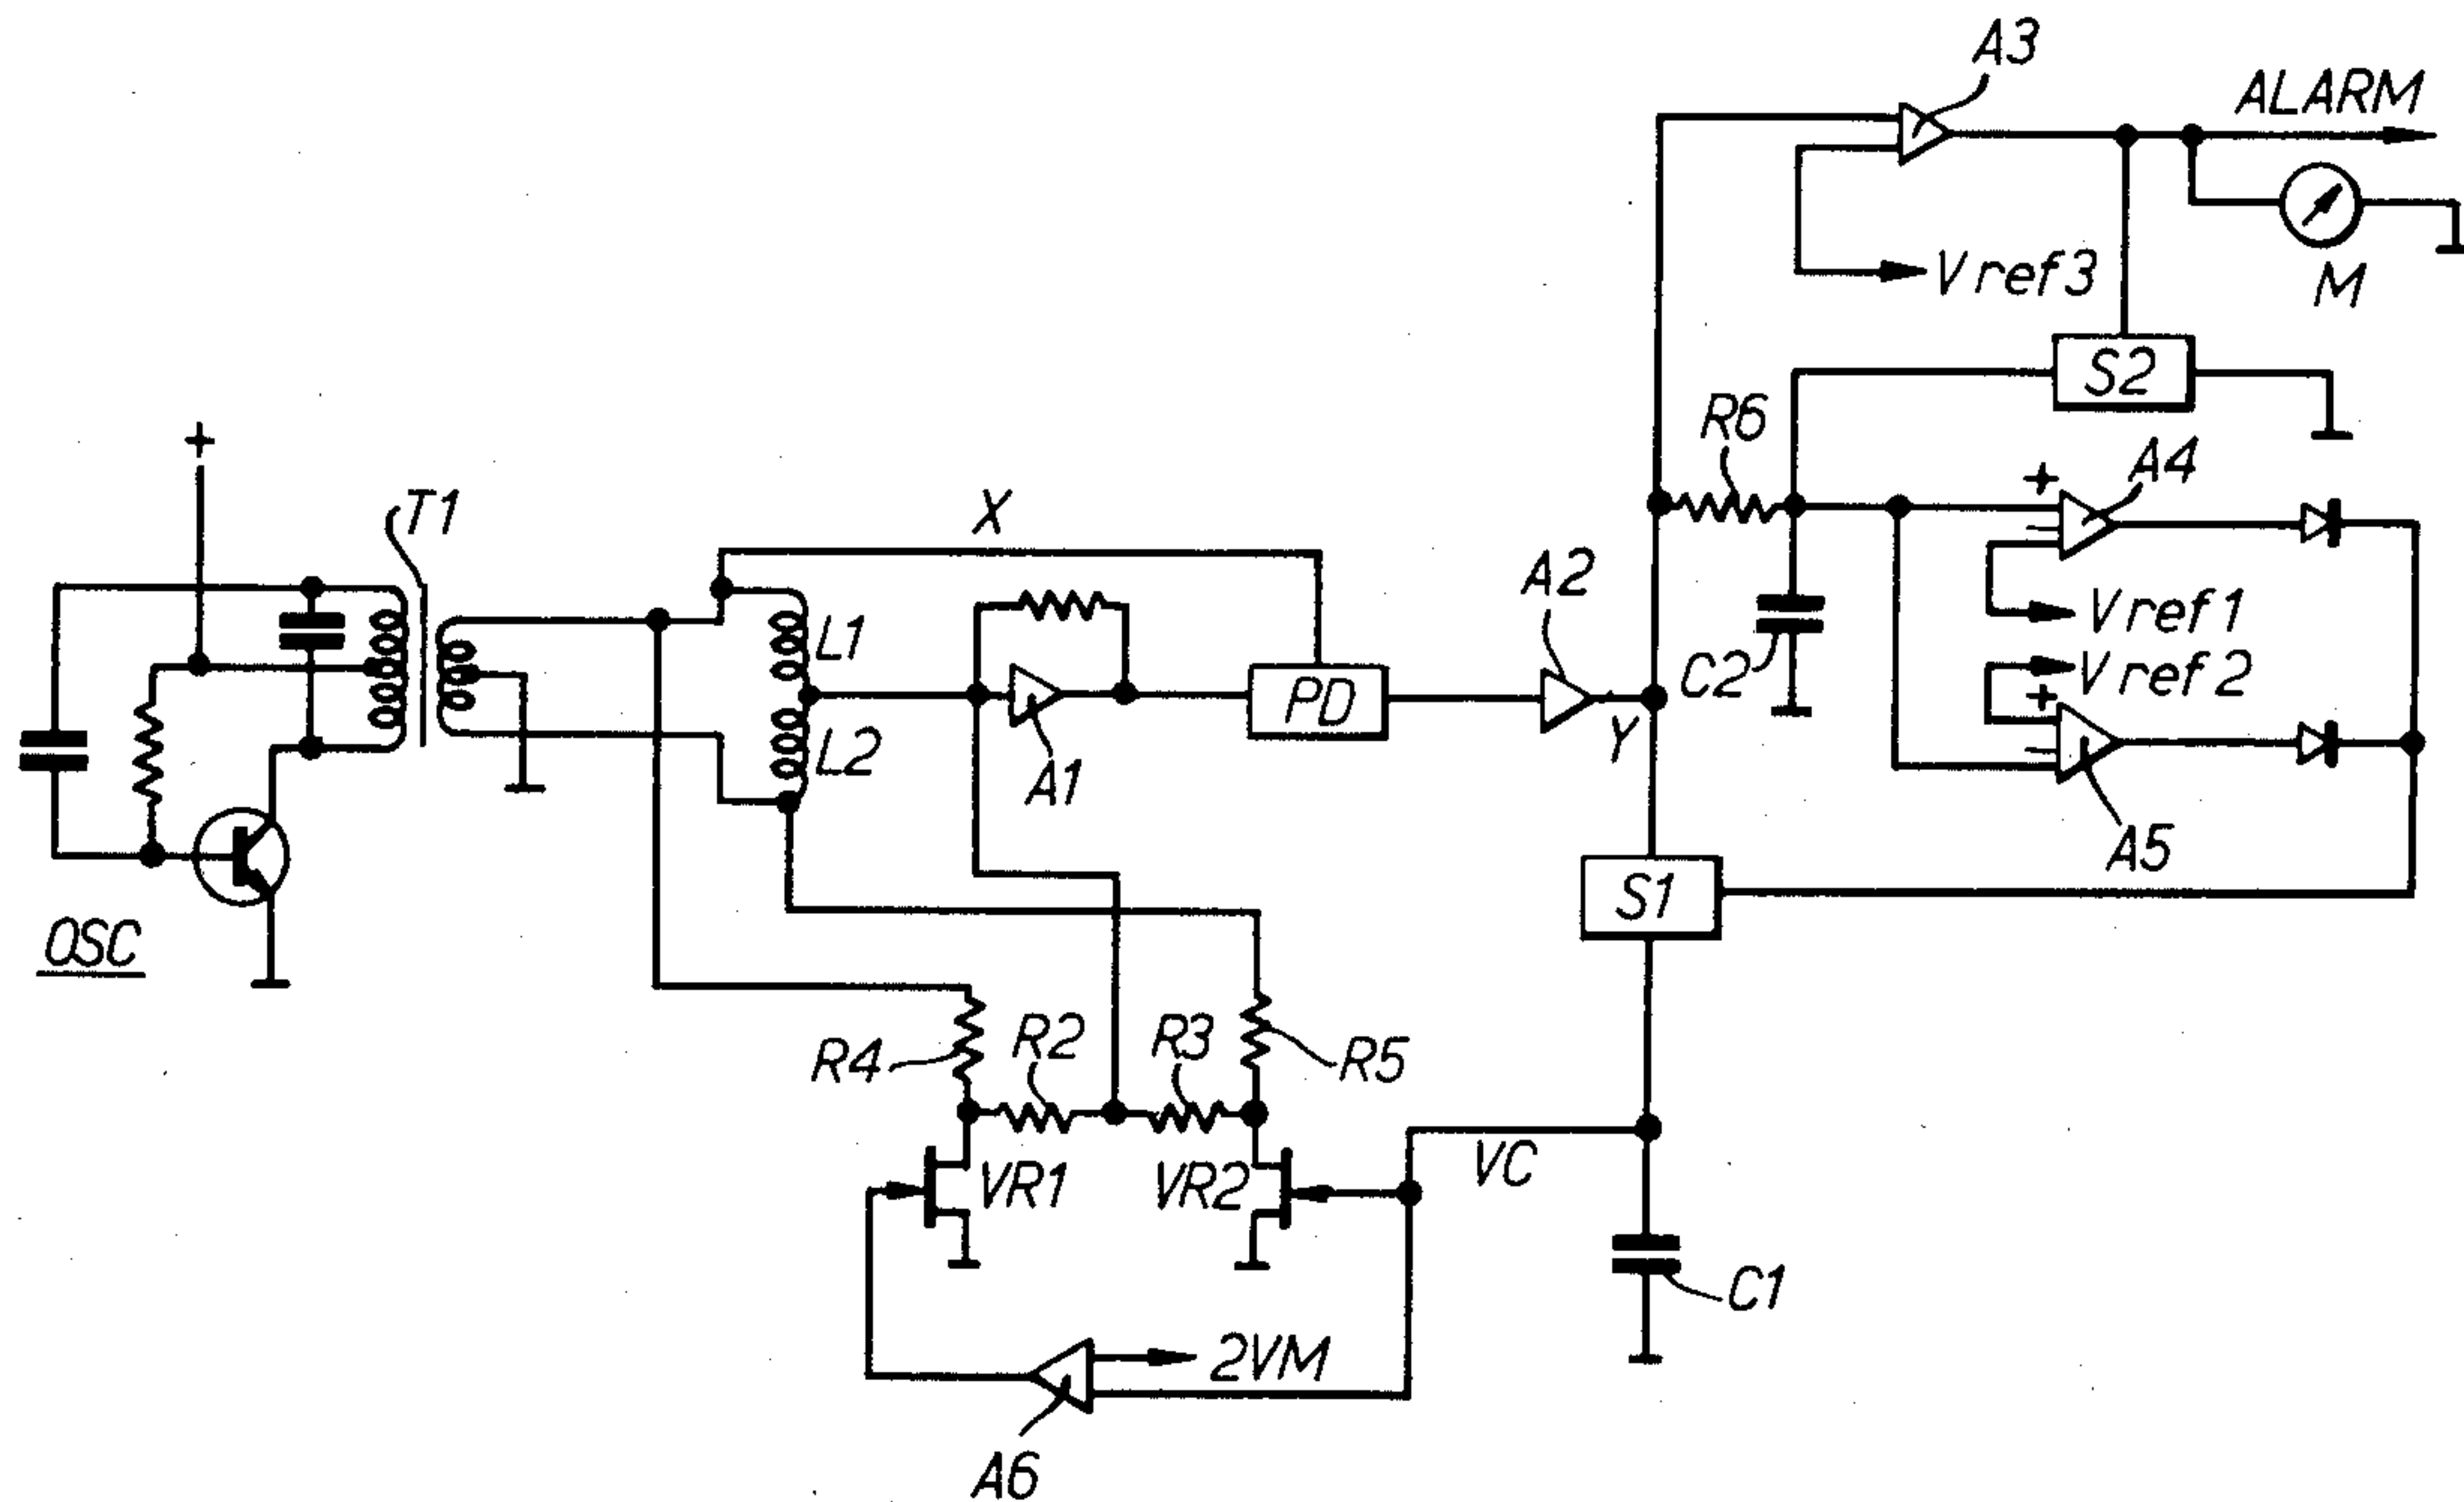 A3
ALARM
Vref3
M
S2
R6
+
A4
+
T1
X
A2
L1
Vref1
C2
Vref2
PD
+
L2
Y
A1
A5
S1
OSC
R4
R2
R3
R5
VR1
VR2
VC
C1
2VM
A6